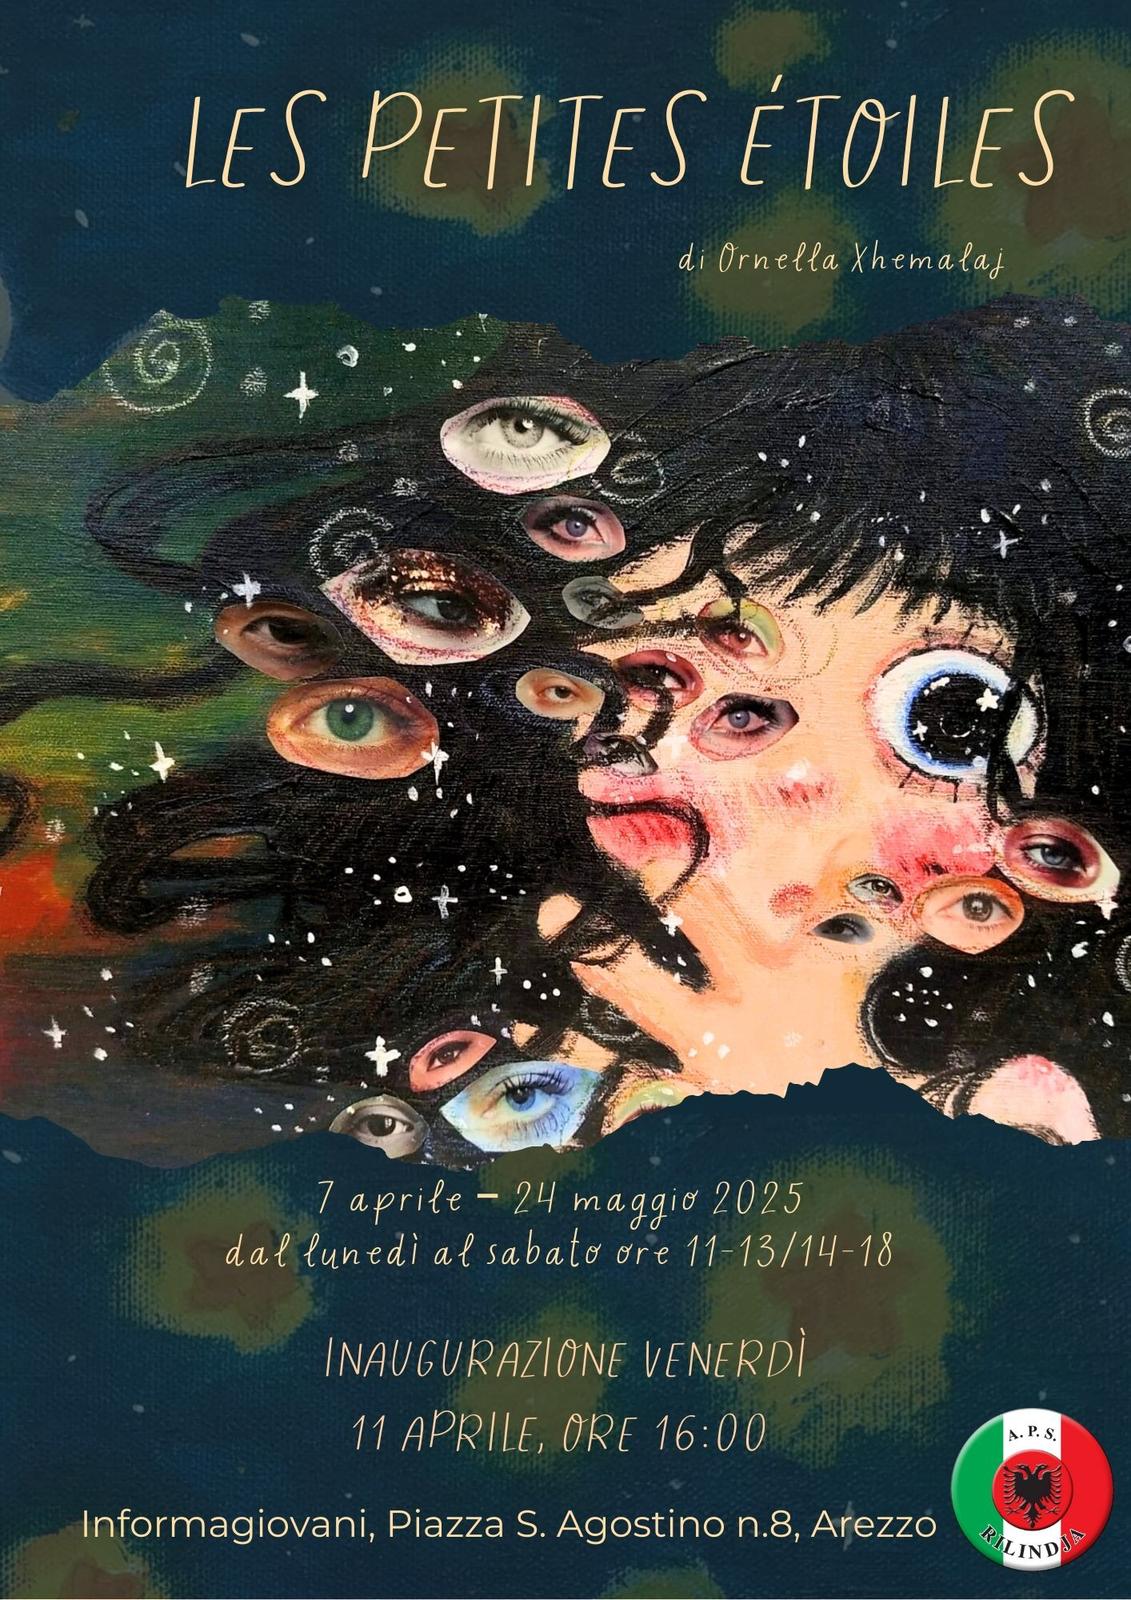 LES PETITES ÉTOILES
di Ornella Xhemalaj
7 aprile – 24 maggio 2025
dal lunedì al sabato ore 11-13/14-18
INAUGURAZIONE VENERDÌ
11 APRILE, ORE 16:00
Informagiovani, Piazza S. Agostino n.8, Arezzo
A. P. S.
RILINDJA